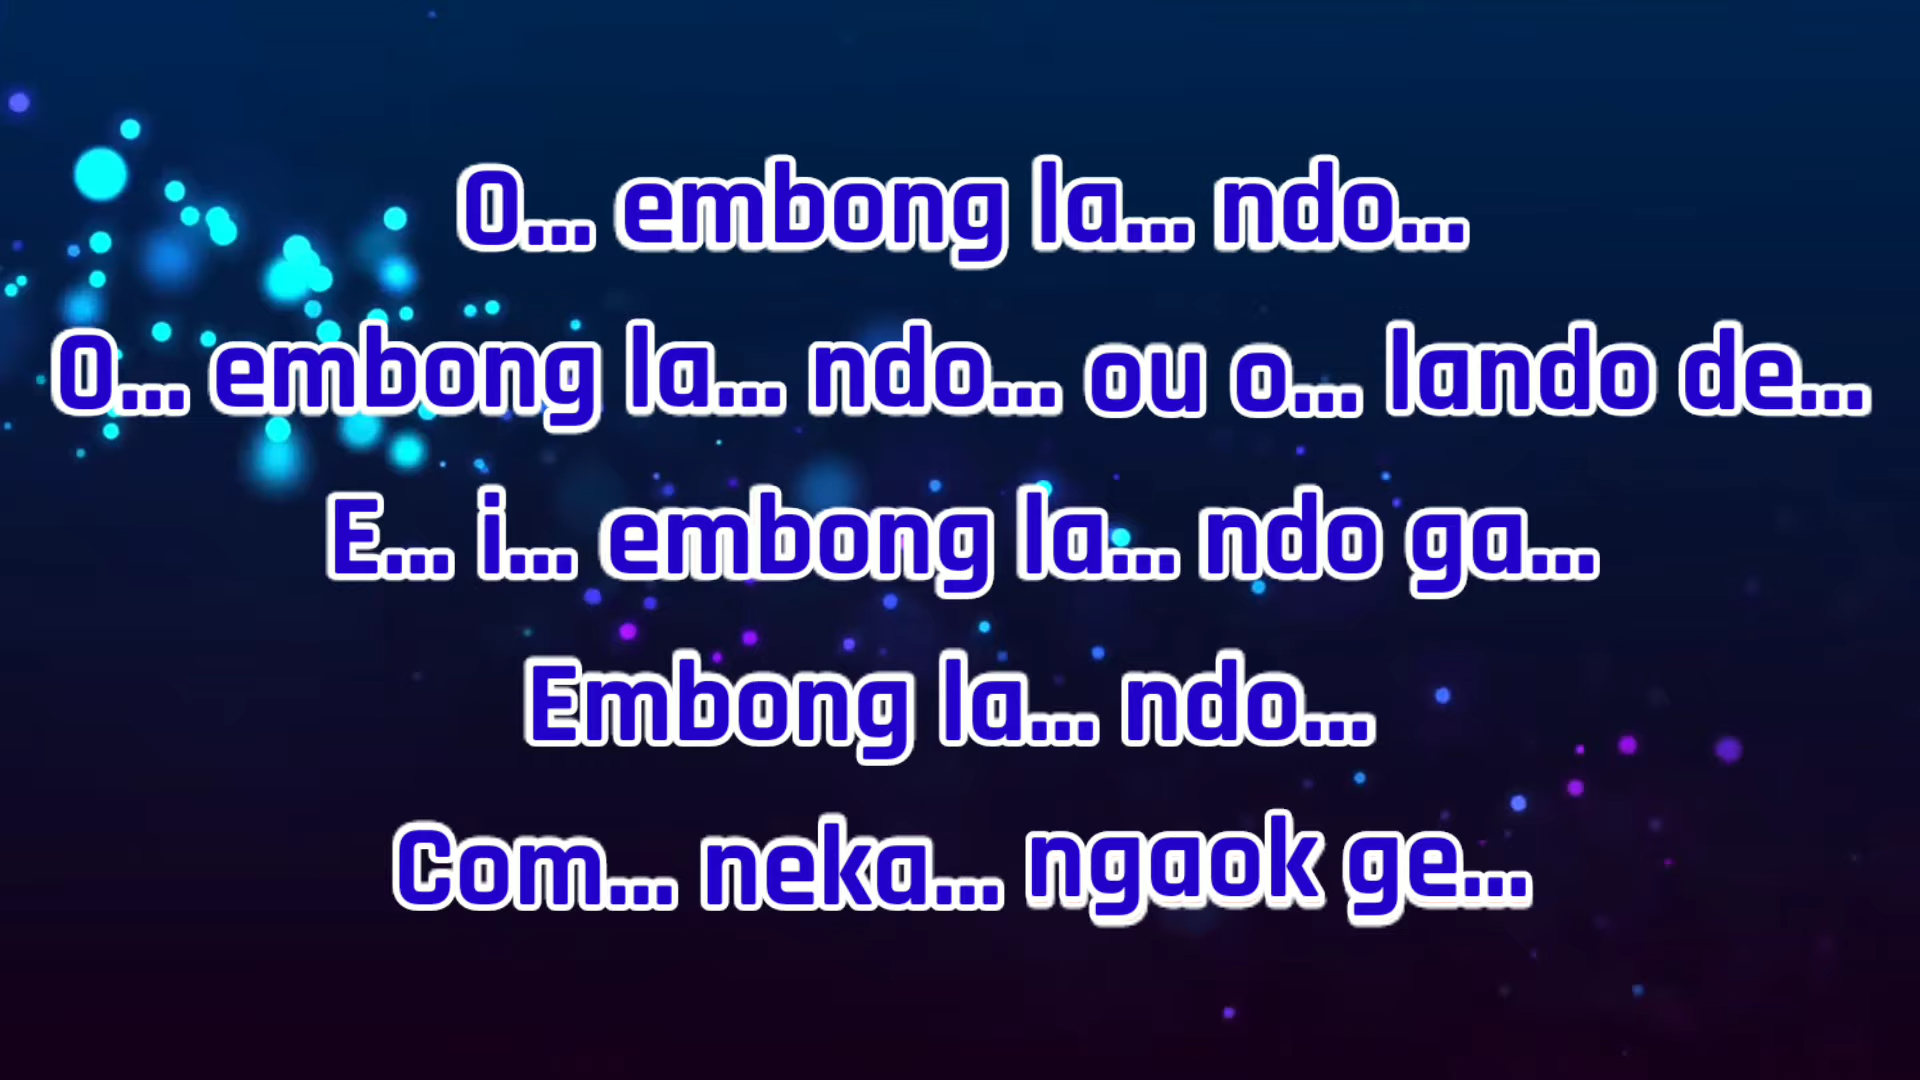 O... embong la... ndo...
O... embong la... ndo... ou o... lando de...
E... i... embong la... ndo ga...
Embong la... ndo...
Com... neka... ngaok ge...